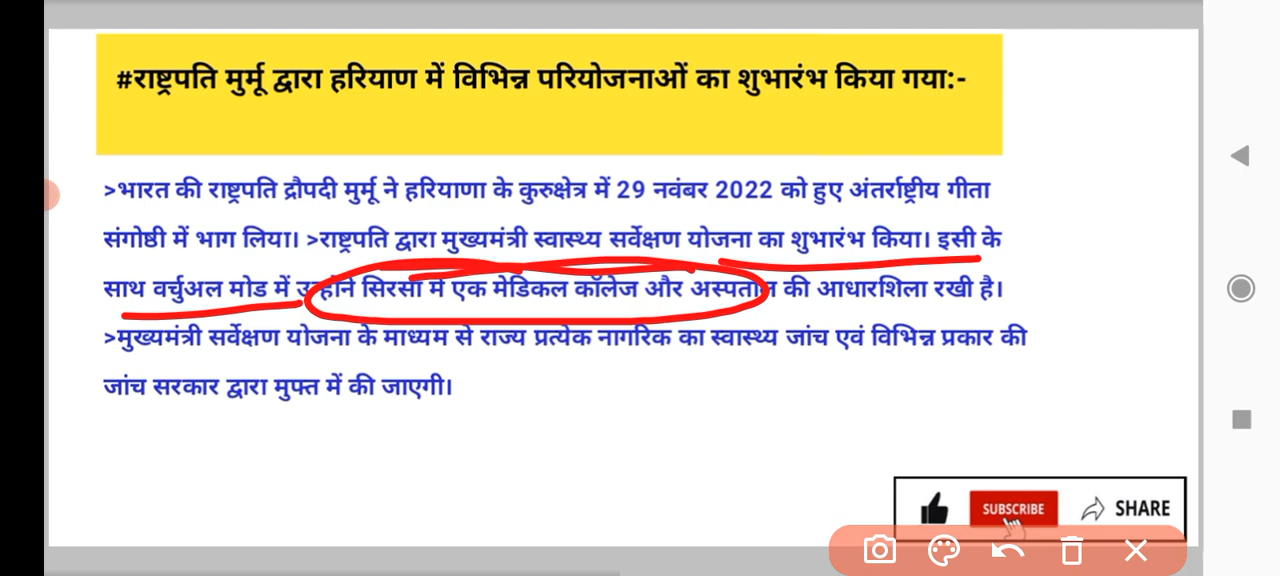 #राष्ट्रपति मुर्मू द्वारा हरियाण में विभिन्न परियोजनाओं का शुभारंभ किया गया:-
>भारत की राष्ट्रपति द्रौपदी मुर्मू ने हरियाणा के कुरुक्षेत्र में 29 नवंबर 2022 को हुए अंतर्राष्ट्रीय गीता
संगोष्ठी में भाग लिया। >राष्ट्रपति द्वारा मुख्यमंत्री स्वास्थ्य सर्वेक्षण योजना का शुभारंभ किया। इसी के
साथ वर्चुअल मोड में उन्होंने सिरसा में एक मेडिकल कॉलेज और अस्पताल की आधारशिला रखी है।
>मुख्यमंत्री सर्वेक्षण योजना के माध्यम से राज्य प्रत्येक नागरिक का स्वास्थ्य जांच एवं विभिन्न प्रकार की
जांच सरकार द्वारा मुफ्त में की जाएगी।
SUBSCRIBE SHARE